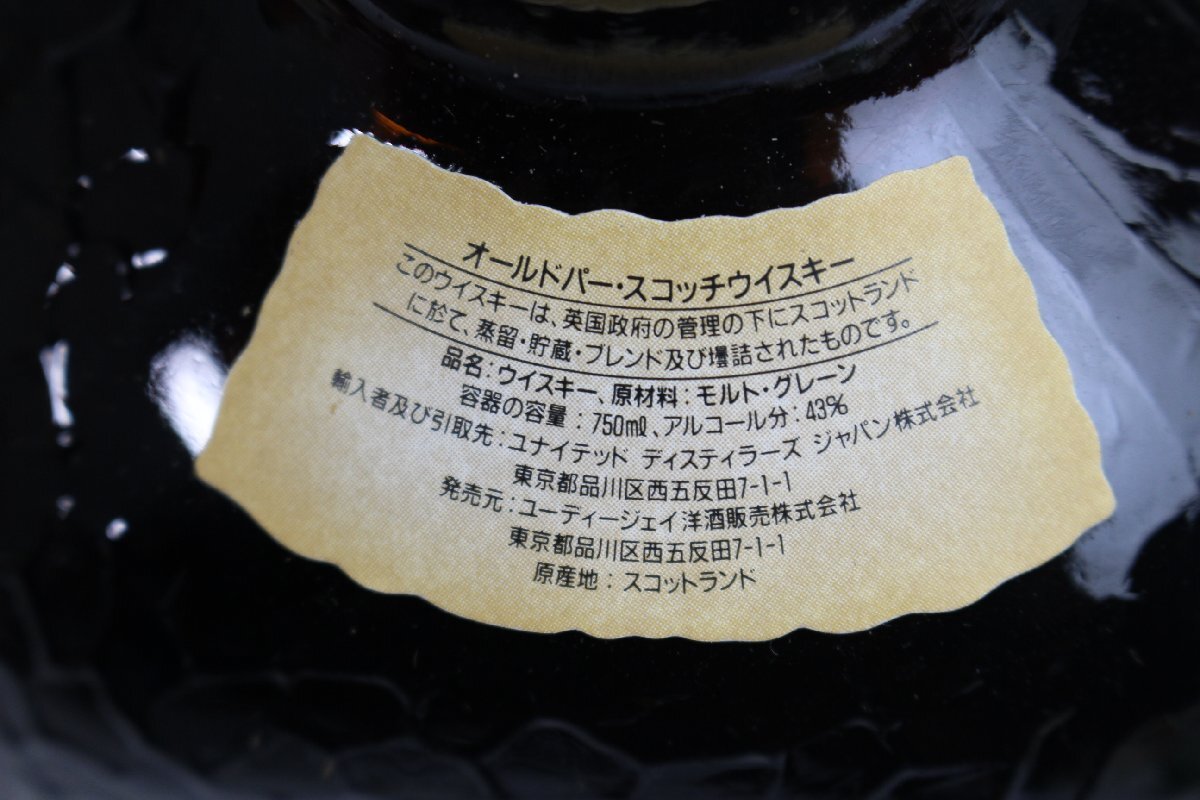 オールドパー・スコッチウイスキー
このウイスキーは、英国政府の管理の下にスコットランド
に於て、蒸留・貯蔵・ブレンド及び壜詰されたものです。
品名：ウイスキー、原材料：モルト・グレーン
容器の容量：750mℓ、アルコール分：43%
輸入者及び引取先：ユナイテッド ディスティラーズ ジャパン株式会社
東京都品川区西五反田7-1-1
発売元：ユーディージェイ洋酒販売株式会社
東京都品川区西五反田7-1-1
原産地：スコットランド